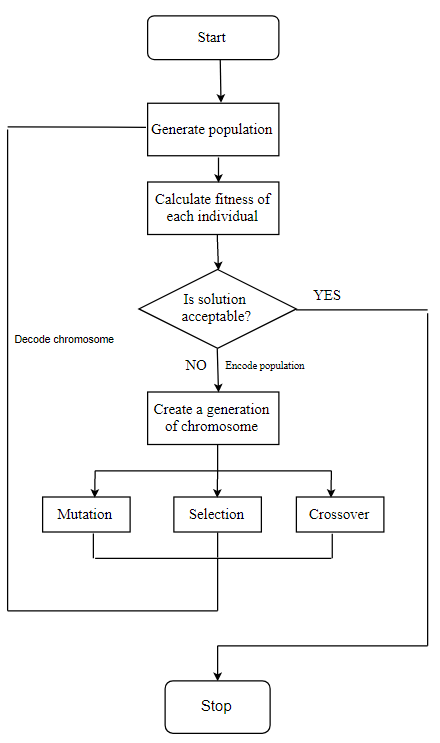 Start
Generate population
Calculate fitness of
each individual
Is solution
acceptable?
YES
Decode chromosome
NO
Encode population
Create a generation
of chromosome
Mutation
Selection
Crossover
Stop